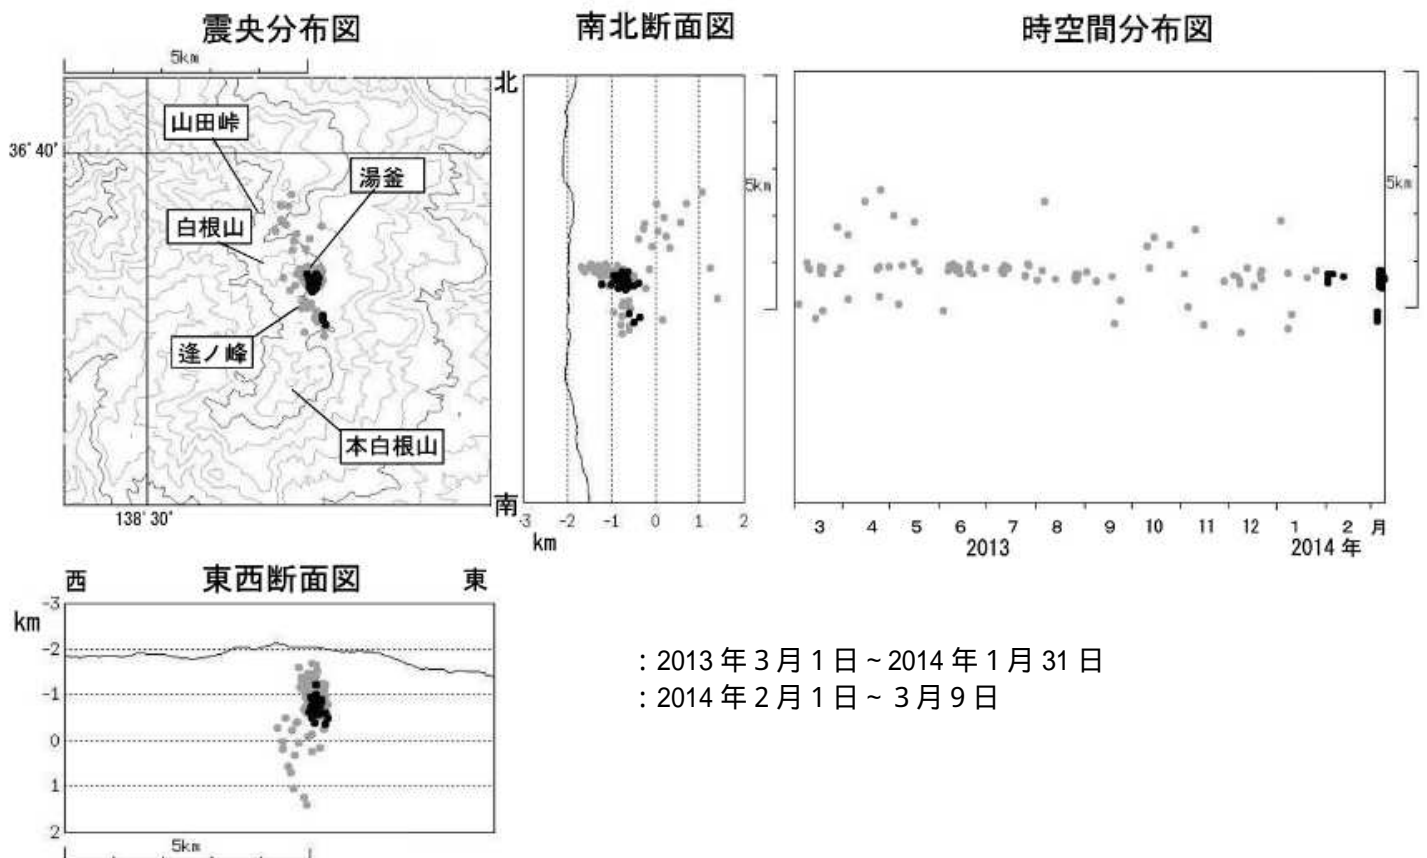 震央分布図
南北断面図
時空間分布図
5km
北
36°40'
山田峠
湯釜
白根山
逢ノ峰
本白根山
5km
5km
南
138°30'
-3 -2 -1 0 1 2
km
3 4 5 6 7 8 9 10 11 12 1 2 月
2013 2014 年
西
東西断面図
東
km
-3
-2
-1
0
1
2
5km
: 2013 年 3 月 1 日 ~ 2014 年 1 月 31 日
: 2014 年 2 月 1 日 ~ 3 月 9 日